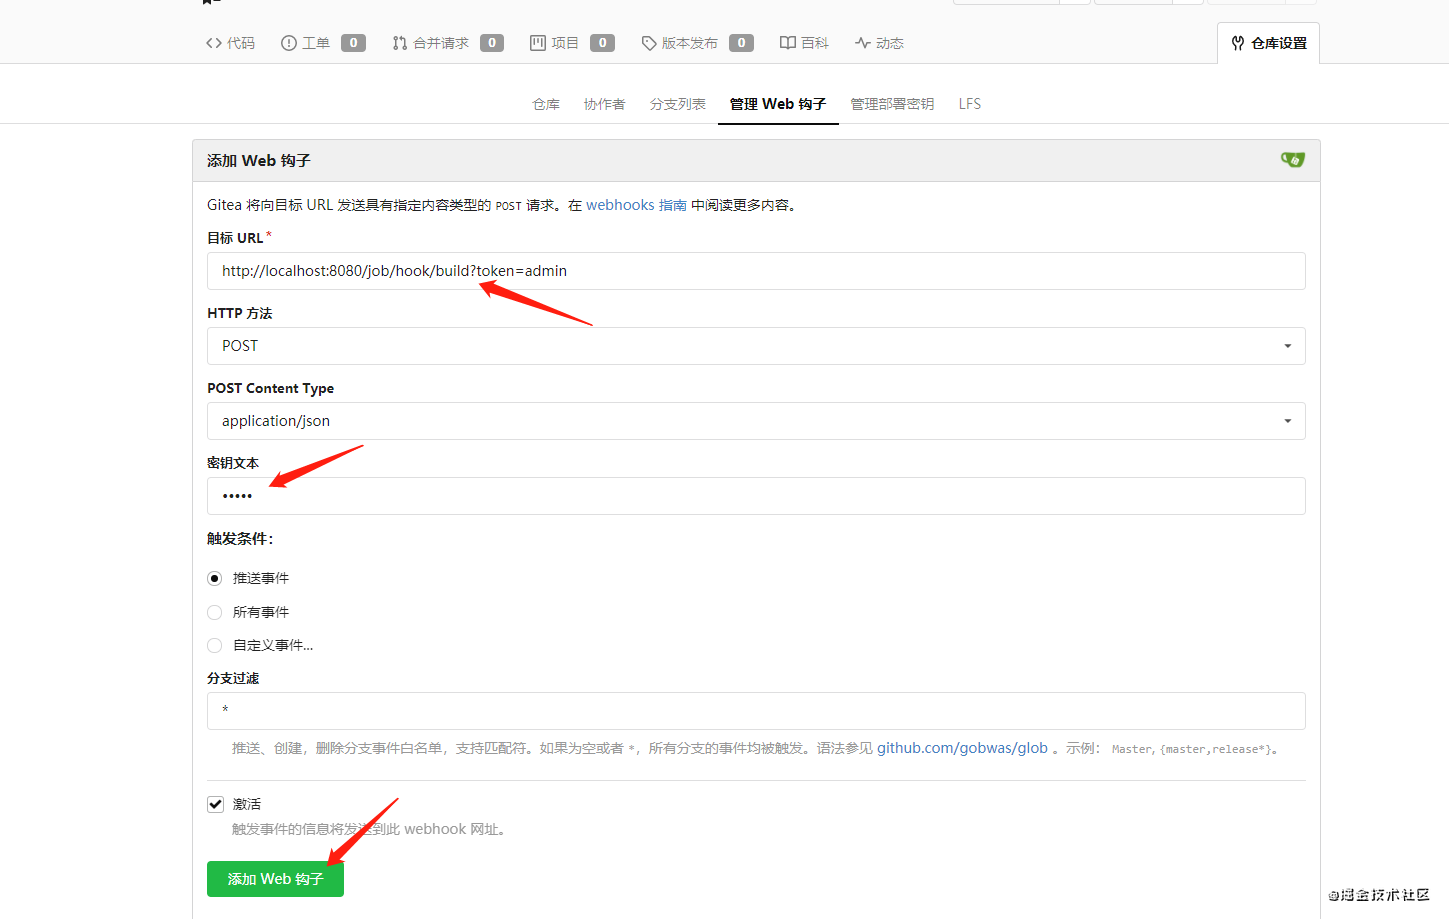 代码 工单 0 合并请求 0 项目 0 版本发布 0 百科 动态 仓库设置
仓库 协作者 分支列表 管理 Web 钩子 管理部署密钥 LFS
添加 Web 钩子
Gitea 将向目标 URL 发送具有指定内容类型的 POST 请求。在 webhooks 指南 中阅读更多内容。
目标 URL*
http://localhost:8080/job/hook/build?token=admin
HTTP 方法
POST
POST Content Type
application/json
密钥文本
•••••
触发条件：
推送事件
所有事件
自定义事件...
分支过滤
*
推送、创建，删除分支事件白名单，支持匹配符。如果为空或者 *，所有分支的事件均被触发。语法参见 github.com/gobwas/glob 。示例： Master, {master,release*}。
激活
触发事件的信息将发送到此 webhook 网址。
添加 Web 钩子
@掘金技术社区